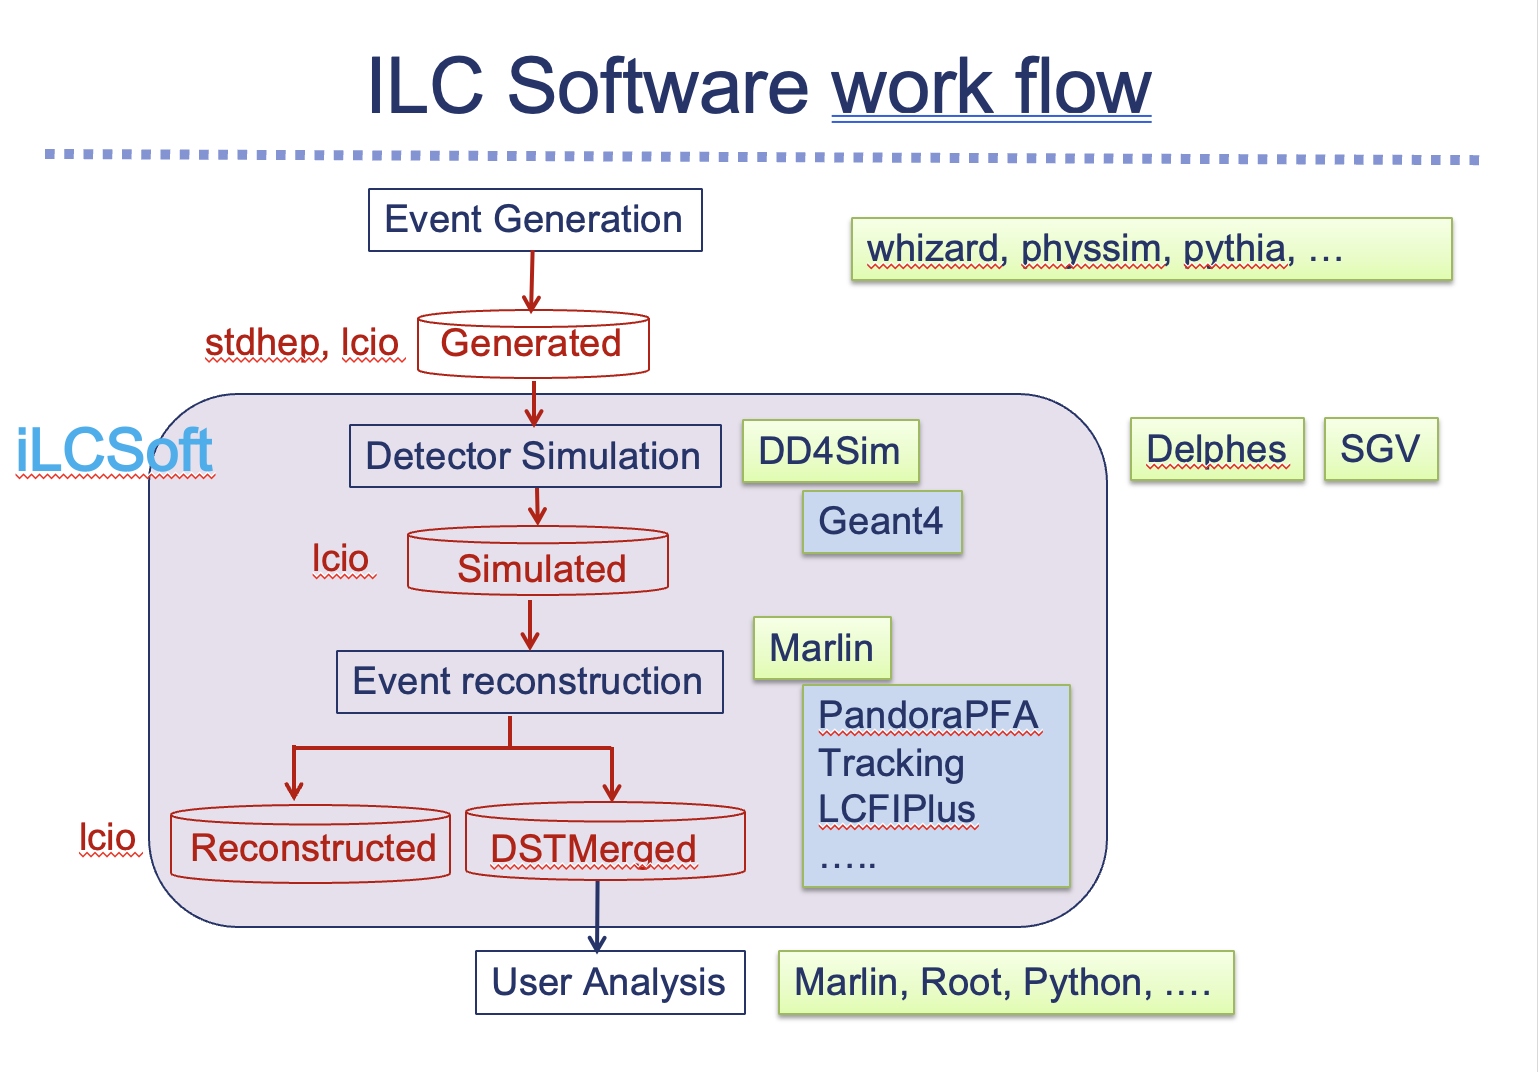 ILC Software work flow
Event Generation
whizard, physsim, pythia, …
stdhep, lcio
Generated
iLCSoft
Detector Simulation
DD4Sim
Delphes
SGV
Geant4
lcio
Simulated
Marlin
Event reconstruction
PandoraPFA
Tracking
LCFIPlus
…..
lcio
Reconstructed
DSTMerged
User Analysis
Marlin, Root, Python, ….